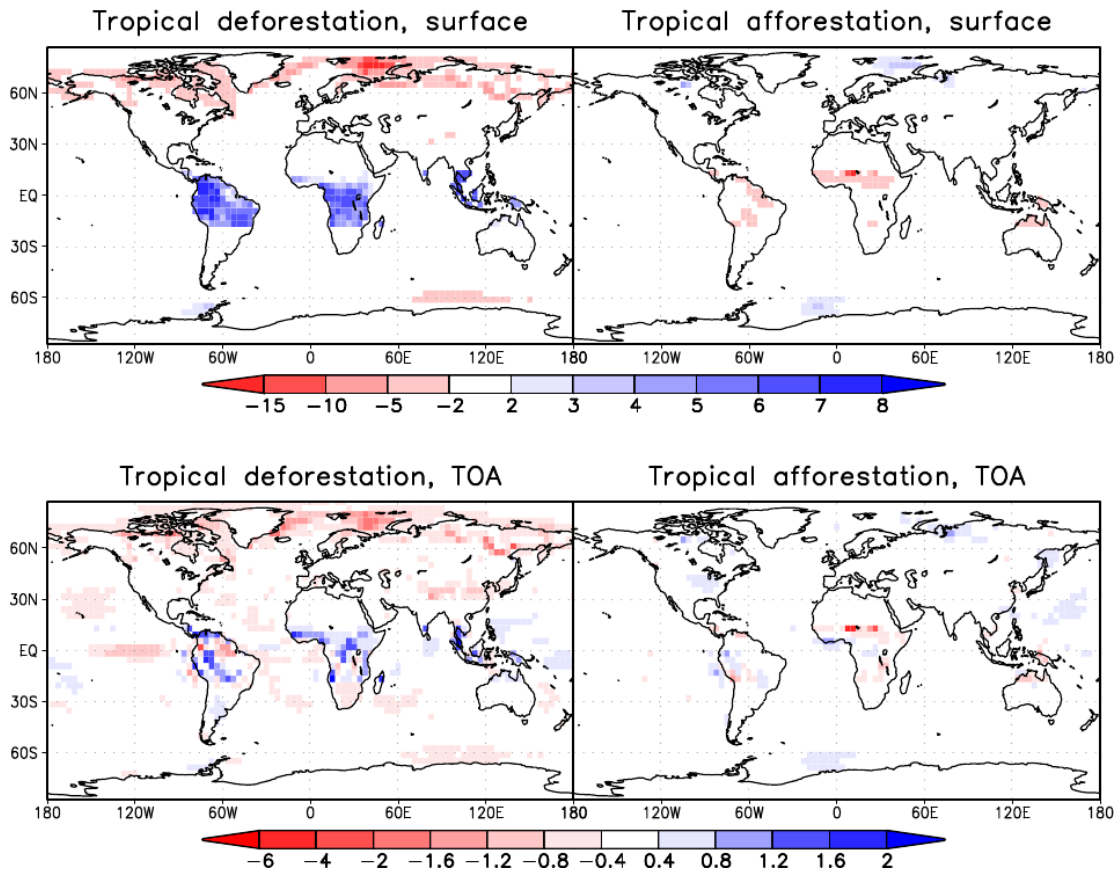 Tropical deforestation, surface
Tropical afforestation, surface
60N
30N
EQ
30S
60S
180 120W 60W 0 60E 120E 180 120W 60W 0 60E 120E 180
-15 -10 -5 -2 2 3 4 5 6 7 8
Tropical deforestation, TOA
Tropical afforestation, TOA
60N
30N
EQ
30S
60S
180 120W 60W 0 60E 120E 180 120W 60W 0 60E 120E 180
-6 -4 -2 -1.6 -1.2 -0.8 -0.4 0.4 0.8 1.2 1.6 2